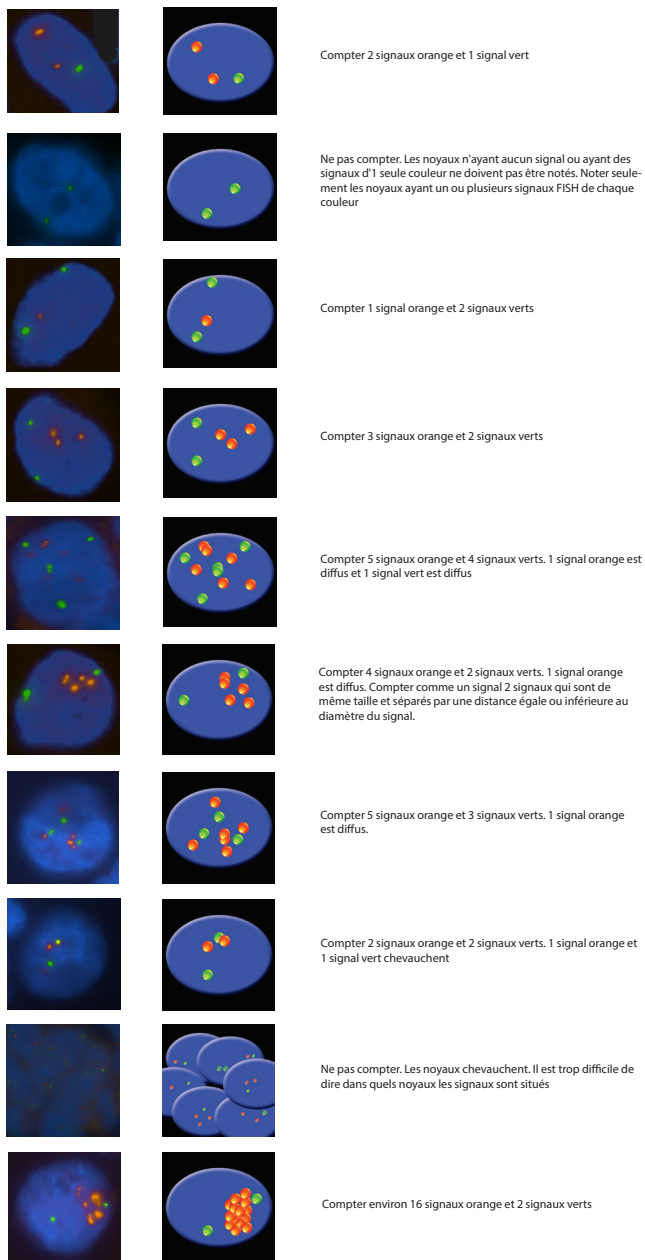 Compter 2 signaux orange et 1 signal vert
Ne pas compter. Les noyaux n'ayant aucun signal ou ayant des
signaux d'1 seule couleur ne doivent pas être notés. Noter seule-
ment les noyaux ayant un ou plusieurs signaux FISH de chaque
couleur
Compter 1 signal orange et 2 signaux verts
Compter 3 signaux orange et 2 signaux verts
Compter 5 signaux orange et 4 signaux verts. 1 signal orange est
diffus et 1 signal vert est diffus
Compter 4 signaux orange et 2 signaux verts. 1 signal orange
est diffus. Compter comme un signal 2 signaux qui sont de
même taille et séparés par une distance égale ou inférieure au
diamètre du signal.
Compter 5 signaux orange et 3 signaux verts. 1 signal orange
est diffus.
Compter 2 signaux orange et 2 signaux verts. 1 signal orange et
1 signal vert chevauchent
Ne pas compter. Les noyaux chevauchent. Il est trop difficile de
dire dans quels noyaux les signaux sont situés
Compter environ 16 signaux orange et 2 signaux verts